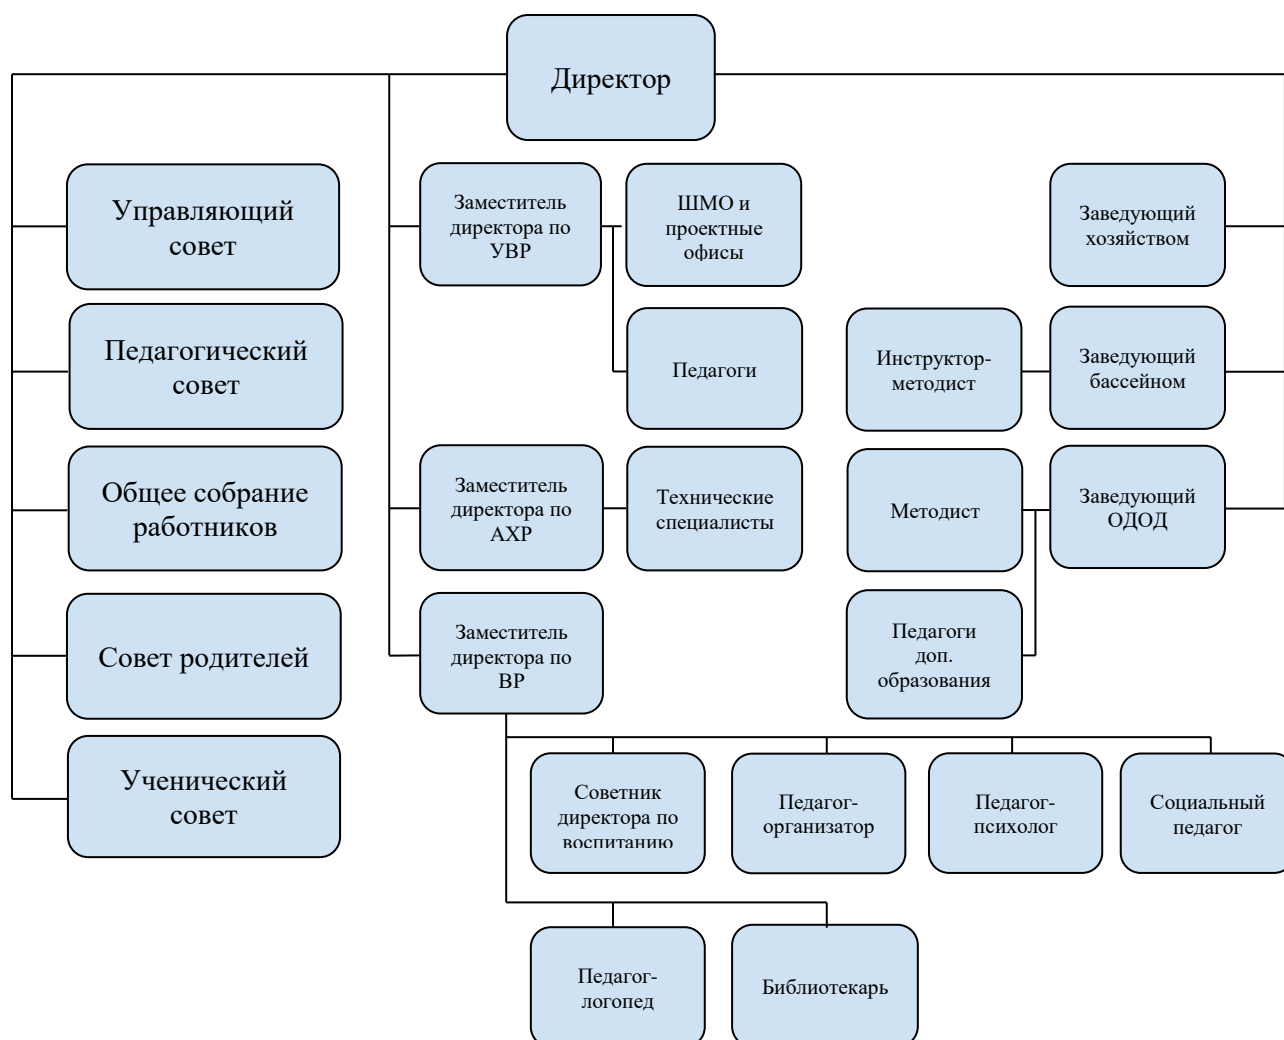 Директор
Управляющий
совет
Педагогический
совет
Общее собрание
работников
Совет родителей
Ученический
совет
Заместитель
директора по
УВР
ШМО и
проектные
офисы
Педагоги
Заместитель
директора по
АХР
Технические
специалисты
Заместитель
директора по
ВР
Заведующий
хозяйством
Инструктор-
методист
Заведующий
бассейном
Методист
Заведующий
ОДОД
Педагоги
доп.
образования
Советник
директора по
воспитанию
Педагог-
организатор
Педагог-
психолог
Социальный
педагог
Педагог-
логопед
Библиотекарь